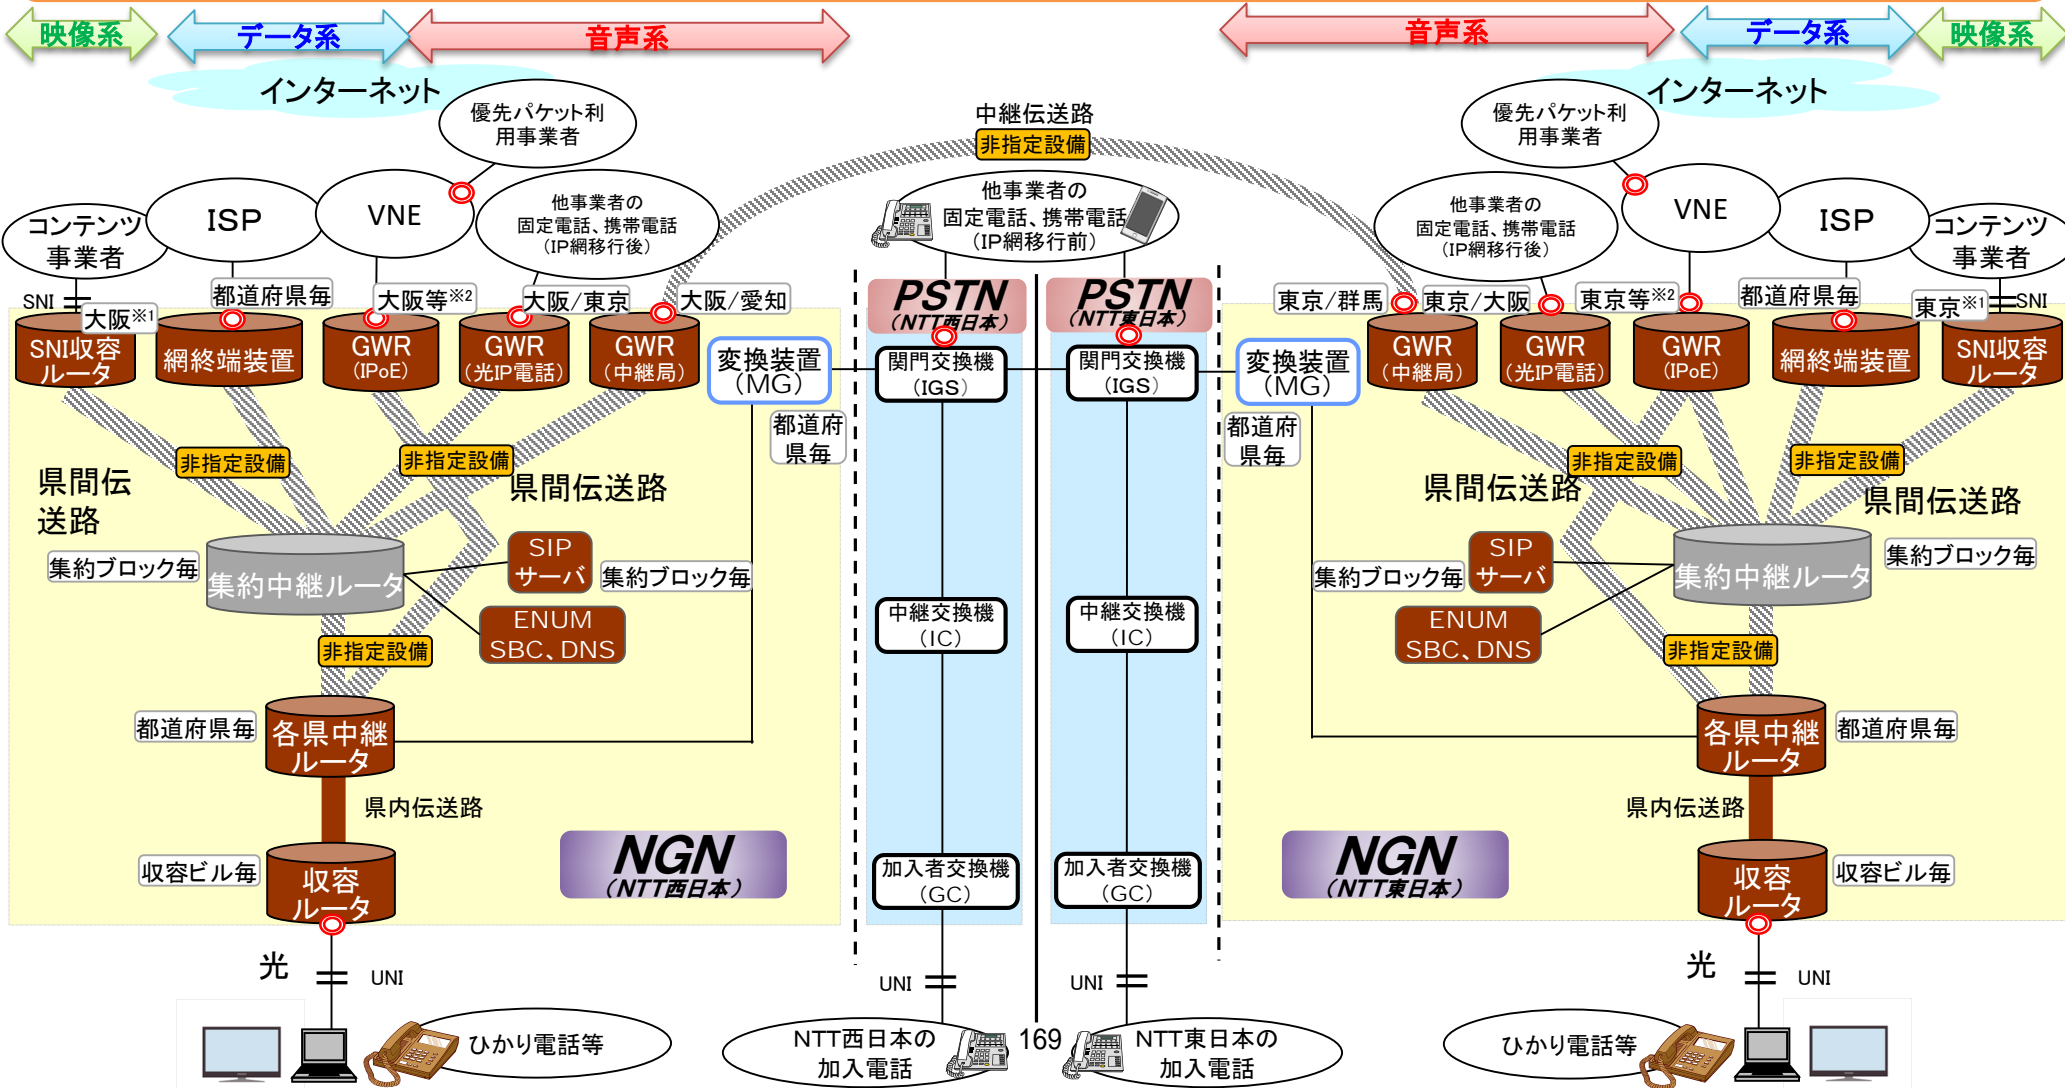 映像系
データ系
音声系
音声系
データ系
映像系
インターネット
インターネット
優先パケット利
用事業者
優先パケット利
用事業者
中継伝送路
非指定設備
コンテンツ
事業者
ISP
VNE
他事業者の
固定電話、携帯電話
(IP網移行後)
他事業者の
固定電話、携帯電話
(IP網移行前)
他事業者の
固定電話、携帯電話
(IP網移行後)
VNE
ISP
コンテンツ
事業者
SNI
大阪※1
都道府県毎
大阪等※2
大阪/東京
大阪/愛知
PSTN
(NTT西日本)
PSTN
(NTT東日本)
東京/群馬
東京/大阪
東京等※2
都道府県毎
東京※1
SNI
SNI収容
ルータ
網終端装置
GWR
(IPoE)
GWR
(光IP電話)
GWR
(中継局)
変換装置
(MG)
関門交換機
(IGS)
関門交換機
(IGS)
変換装置
(MG)
GWR
(中継局)
GWR
(光IP電話)
GWR
(IPoE)
網終端装置
SNI収容
ルータ
都道府
県毎
都道府
県毎
非指定設備
非指定設備
非指定設備
非指定設備
県間伝
送路
県間伝送路
県間伝送路
県間伝送路
集約ブロック毎
集約中継ルータ
SIP
サーバ
集約ブロック毎
ENUM
SBC、DNS
集約ブロック毎
SIP
サーバ
ENUM
SBC、DNS
集約中継ルータ
集約ブロック毎
中継交換機
(IC)
中継交換機
(IC)
非指定設備
非指定設備
都道府県毎
各県中継
ルータ
各県中継
ルータ
都道府県毎
県内伝送路
県内伝送路
収容ビル毎
収容
ルータ
NGN
(NTT西日本)
加入者交換機
(GC)
加入者交換機
(GC)
NGN
(NTT東日本)
収容
ルータ
収容ビル毎
光
UNI
UNI
UNI
光
UNI
ひかり電話等
NTT西日本の
加入電話
169
NTT東日本の
加入電話
ひかり電話等